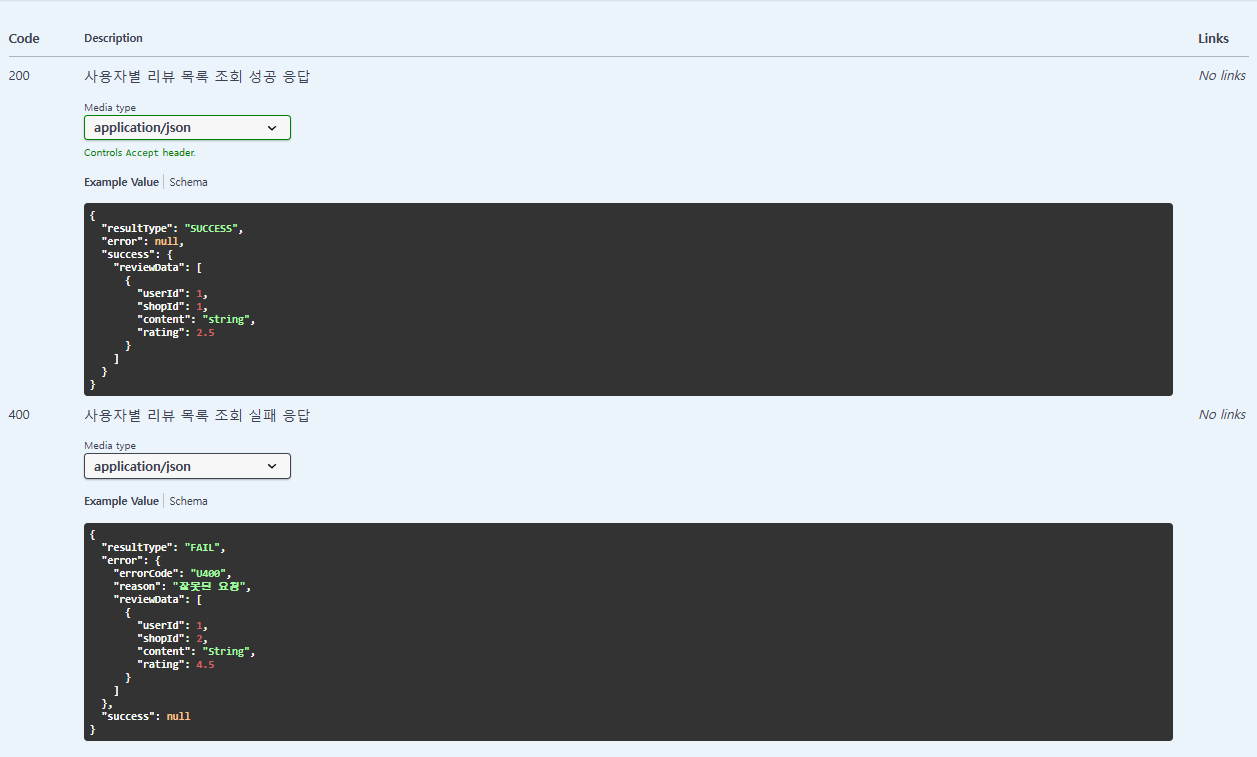 Code Description Links
200 사용자별 리뷰 목록 조회 성공 응답 No links
Media type
application/json
Controls Accept header.
Example Value Schema
{
  "resultType": "SUCCESS",
  "error": null,
  "success": {
    "reviewData": [
      {
        "userId": 1,
        "shopId": 1,
        "content": "string",
        "rating": 2.5
      }
    ]
  }
}
400 사용자별 리뷰 목록 조회 실패 응답 No links
Media type
application/json
Example Value Schema
{
  "resultType": "FAIL",
  "error": {
    "errorCode": "U400",
    "reason": "잘못된 요청",
    "reviewData": [
      {
        "userId": 1,
        "shopId": 2,
        "content": "String",
        "rating": 4.5
      }
    ]
  },
  "success": null
}